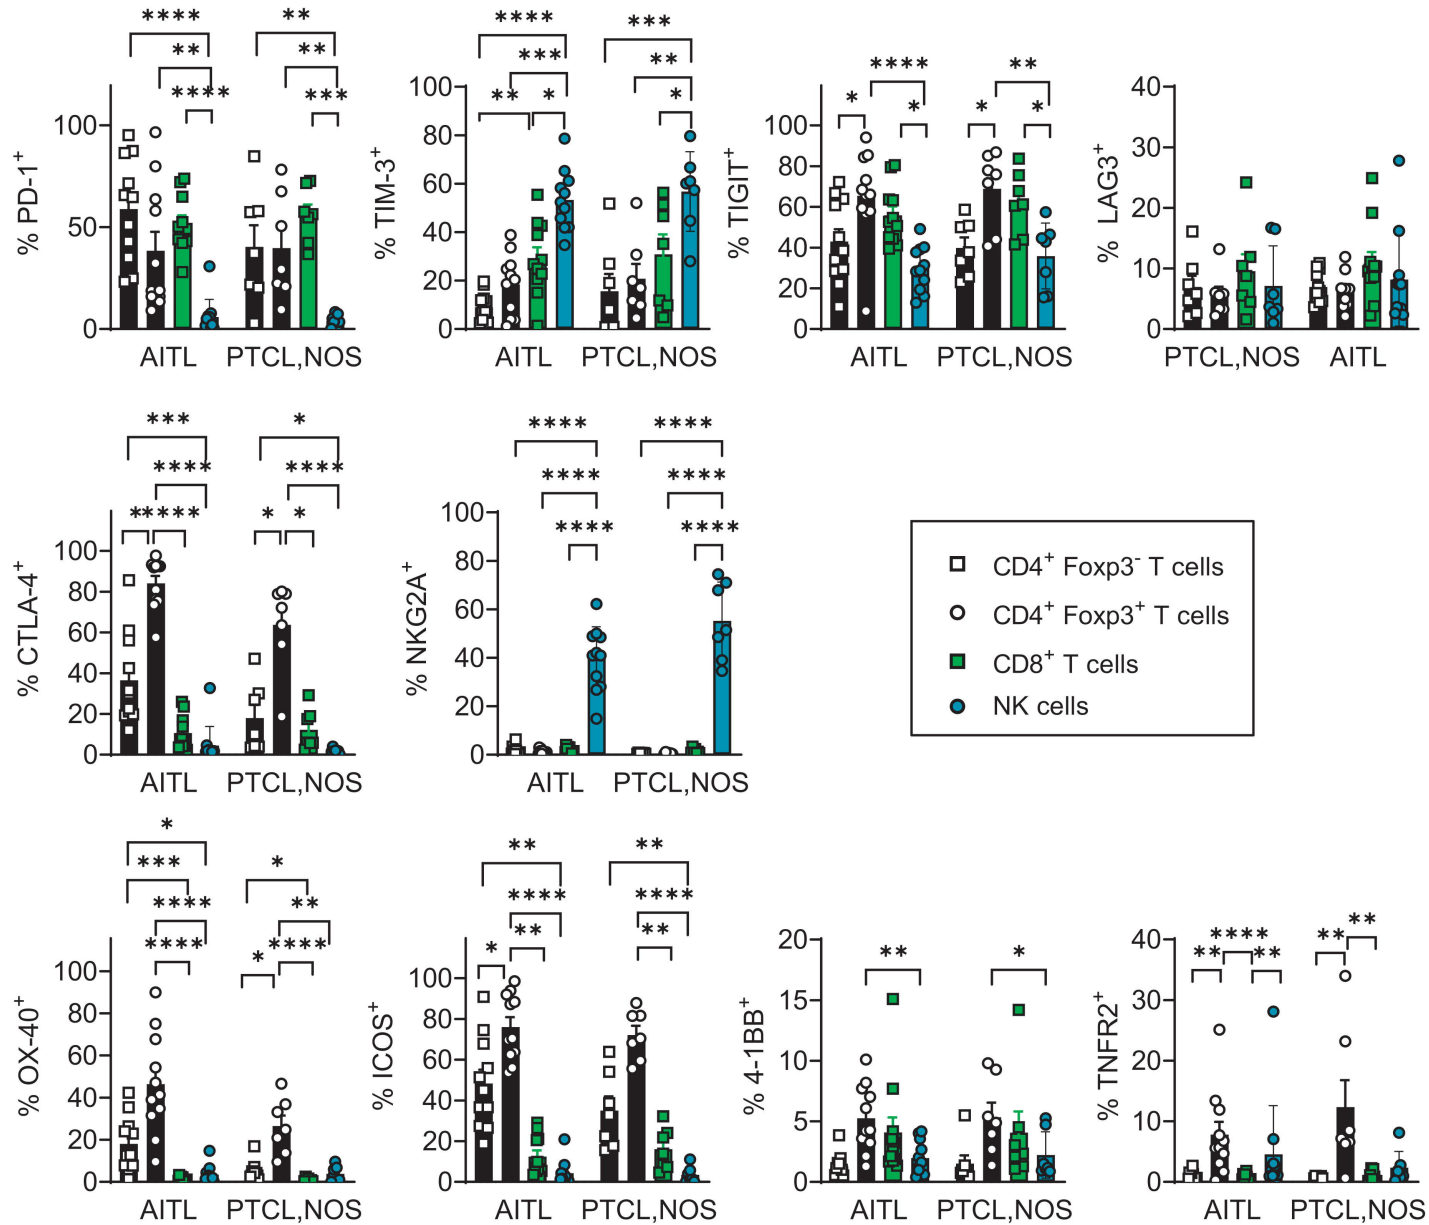 **** ** **** *** 
** ** *** ** **** **
**** *** ** * * * * * * *
% PD-1+
100
50
0
AITL PTCL,NOS
% TIM-3+
100
80
60
40
20
0
AITL PTCL,NOS
% TIGIT+
100
80
60
40
20
0
AITL PTCL,NOS
% LAG3+
40
30
20
10
0
PTCL,NOS AITL
*** * **** ****
**** **** **** ****
****** * * **** ****
% CTLA-4+
100
80
60
40
20
0
AITL PTCL,NOS
% NKG2A+
100
80
60
40
20
0
AITL PTCL,NOS
CD4+ Foxp3- T cells
CD4+ Foxp3+ T cells
CD8+ T cells
NK cells
*
*** * ** **
**** ** **** ****
**** * **** * ** ** ** * ** **** ** ** **
% OX-40+
100
80
60
40
20
0
AITL PTCL,NOS
% ICOS+
100
80
60
40
20
0
AITL PTCL,NOS
% 4-1BB+
20
15
10
5
0
AITL PTCL,NOS
% TNFR2+
40
30
20
10
0
AITL PTCL,NOS